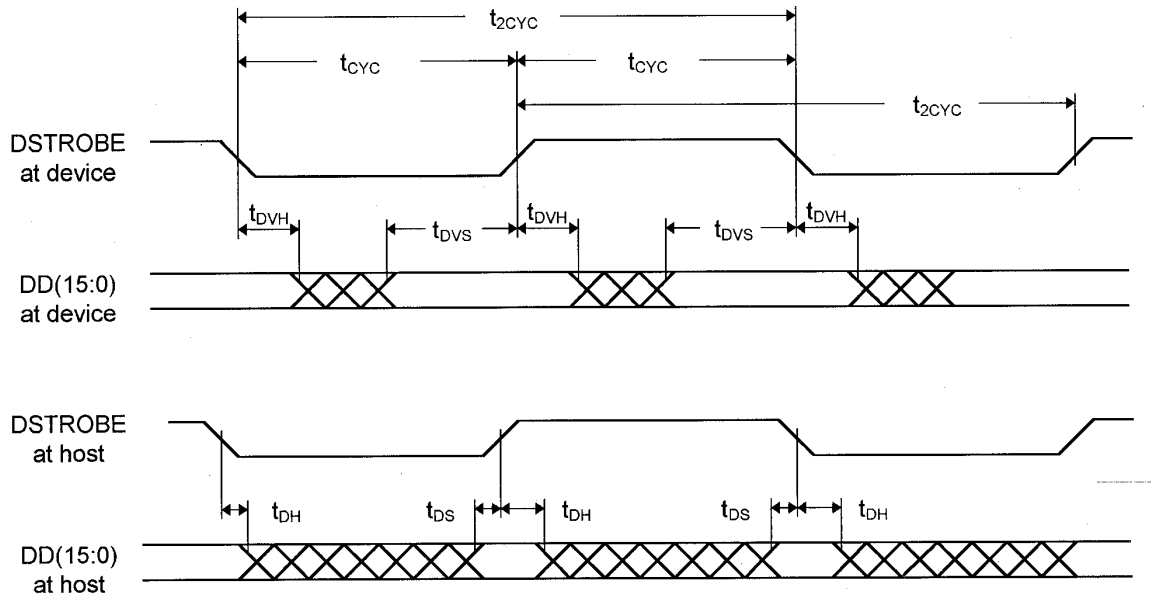 t2CYC
tCYC tCYC
t2CYC
DSTROBE
at device
tDVH tDVS tDVH tDVS tDVH
DD(15:0)
at device
DSTROBE
at host
tDH tDS tDH tDS tDH
DD(15:0)
at host